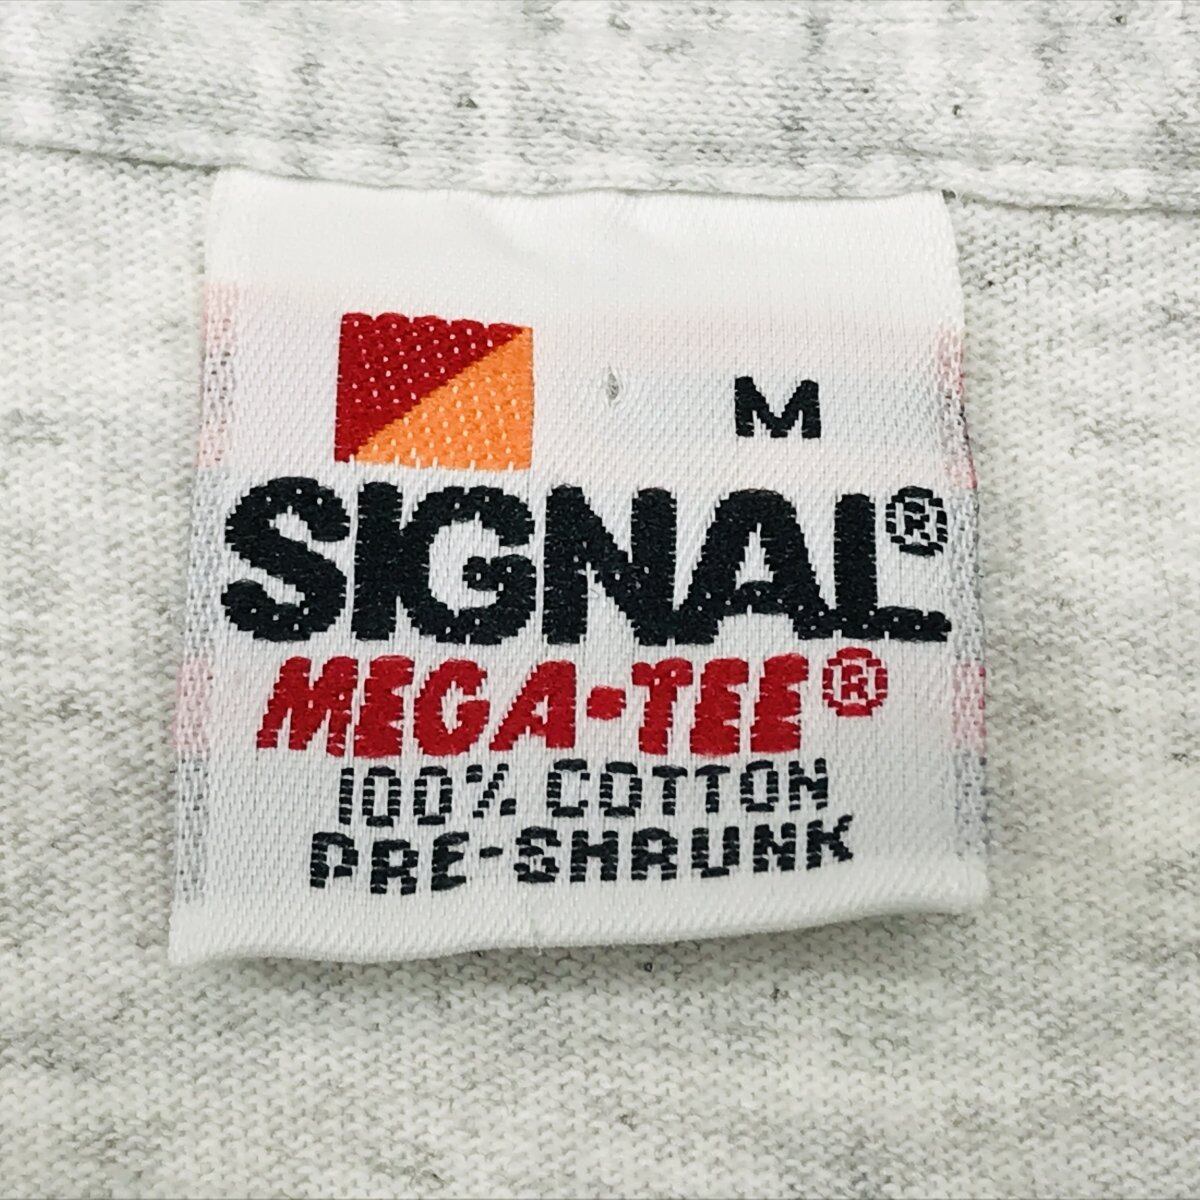 M
SIGNAL®
MEGA·TEE®
100% COTTON
PRE-SHRUNK